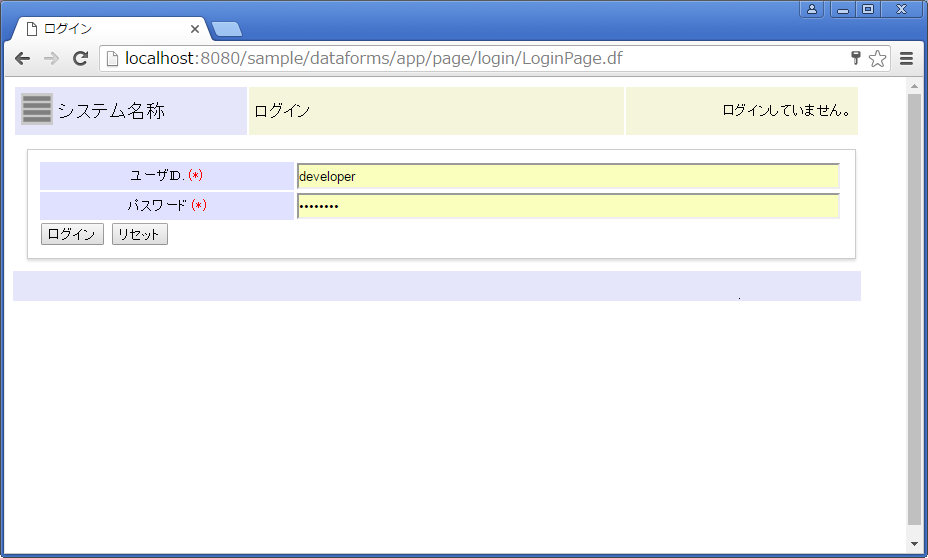 ログイン
localhost:8080/sample/dataforms/app/page/login/LoginPage.df
システム名称
ログイン
ログインしていません。
ユーザID. (*)
developer
パスワード (*)
••••••••
ログイン リセット